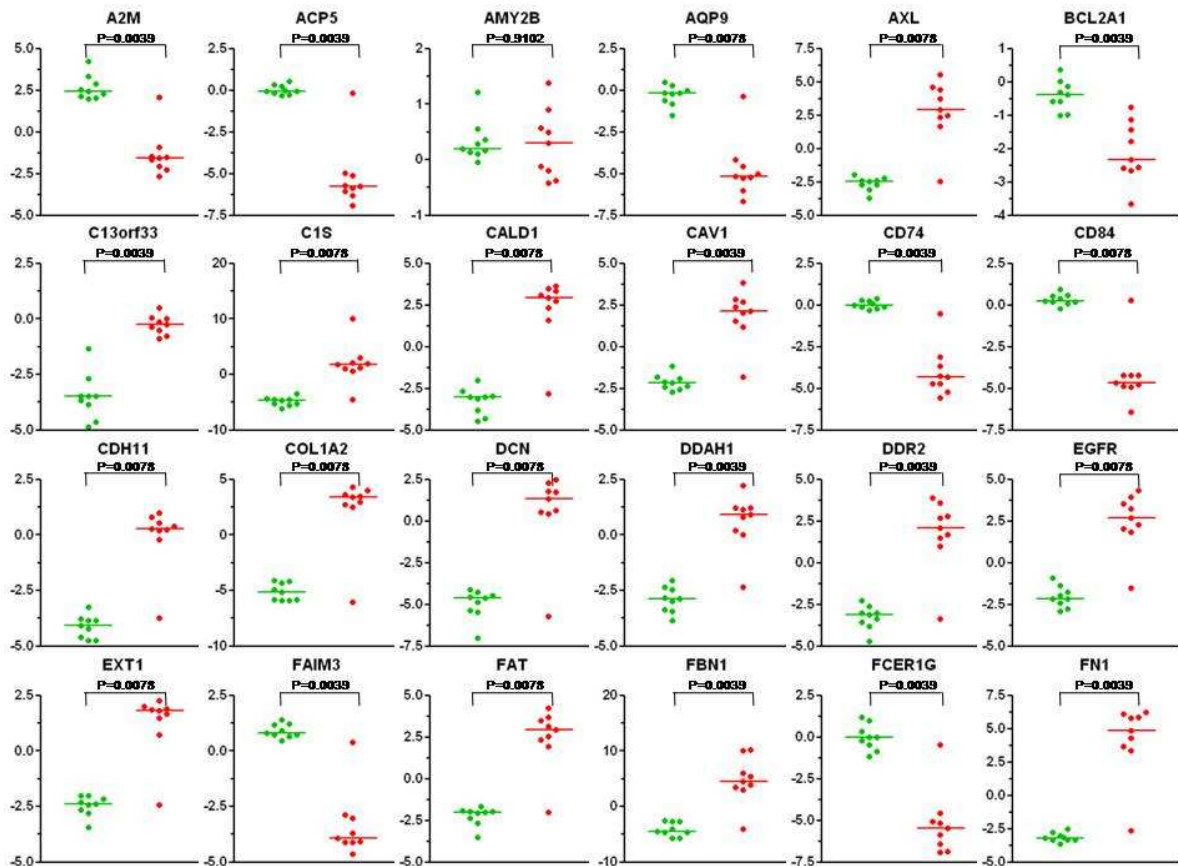 A2M ACP5 AMY2B AQP9 AXL BCL2A1
P=0.0039 P=0.0039 P=0.9102 P=0.0078 P=0.0078 P=0.0039
5.0 2.5 2 2.5 7.5 1
2.5 0.0 1 0.0 5.0 0
0.0 -2.5 0 -2.5 2.5 -1
-2.5 -5.0 -1 -5.0 0.0 -2
-5.0 -7.5 -7.5 -2.5 -3
-5.0 -4
C13orf33 C1S CALD1 CAV1 CD74 CD84
P=0.0039 P=0.0078 P=0.0078 P=0.0039 P=0.0039 P=0.0078
2.5 20 5.0 5.0 2.5 2.5
0.0 10 2.5 2.5 0.0 0.0
-2.5 0 0.0 0.0 -2.5 -2.5
-5.0 -10 -2.5 -2.5 -5.0 -5.0
-5.0 -5.0 -7.5 -7.5
CDH11 COL1A2 DCN DDAH1 DDR2 EGFR
P=0.0078 P=0.0078 P=0.0078 P=0.0039 P=0.0039 P=0.0078
2.5 5 2.5 2.5 5.0 5.0
0.0 0 0.0 0.0 2.5 2.5
-2.5 -5 -2.5 -2.5 0.0 0.0
-5.0 -10 -5.0 -5.0 -2.5 -2.5
-7.5 -5.0 -5.0
EXT1 FAIM3 FAT FBN1 FCER1G FN1
P=0.0078 P=0.0039 P=0.0078 P=0.0039 P=0.0039 P=0.0039
2.5 2.5 5.0 20 2.5 7.5
0.0 0.0 2.5 10 0.0 5.0
-2.5 -2.5 0.0 0 -2.5 2.5
-5.0 -5.0 -2.5 -10 -5.0 0.0
-5.0 -7.5 -2.5
-5.0